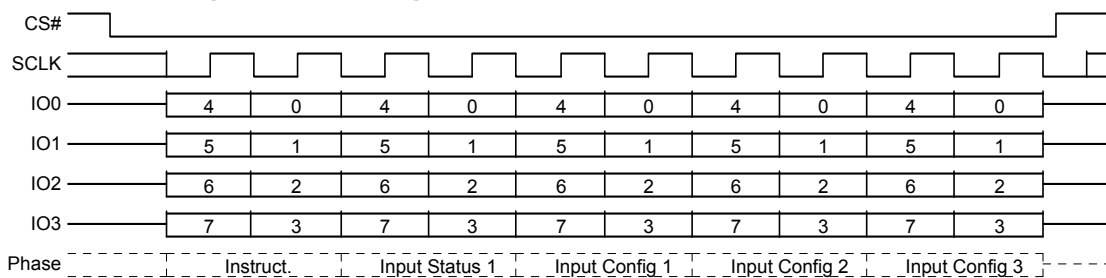 CS#
SCLK
IO0 4 0 4 0 4 0 4 0 4 0
IO1 5 1 5 1 5 1 5 1 5 1
IO2 6 2 6 2 6 2 6 2 6 2
IO3 7 3 7 3 7 3 7 3 7 3
Phase Instruct. Input Status 1 Input Config 1 Input Config 2 Input Config 3